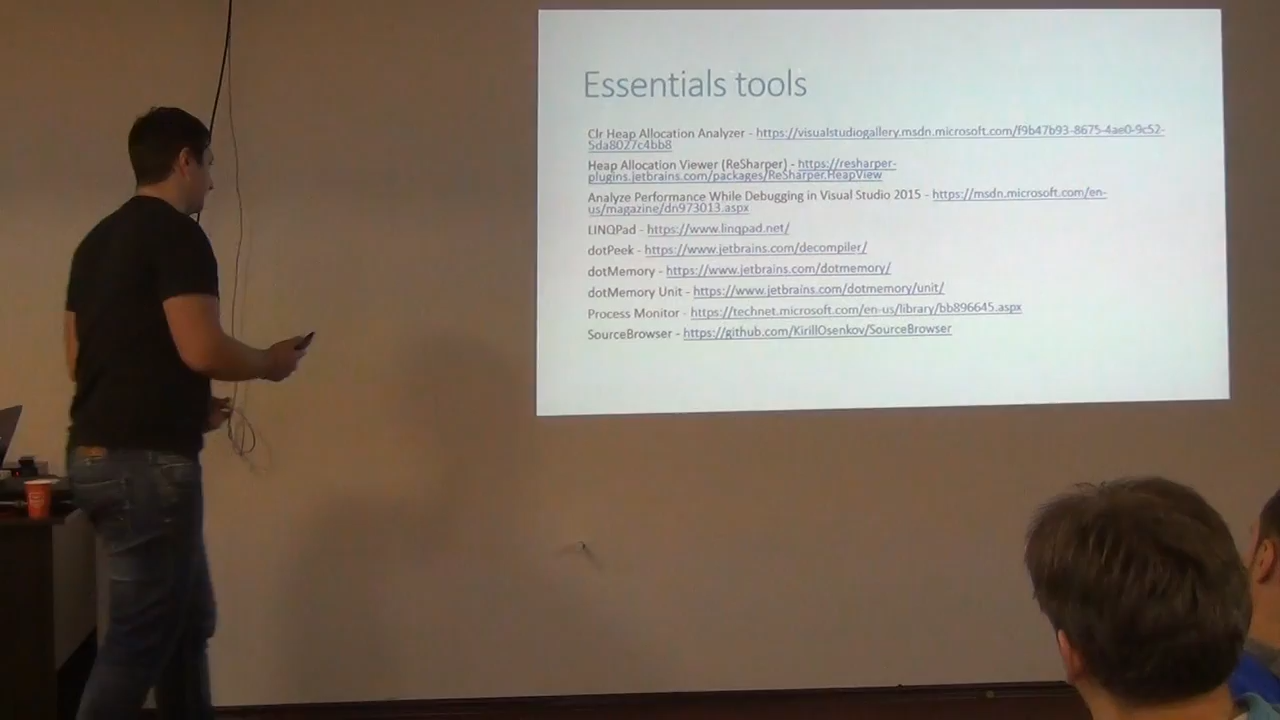 Essentials tools
Clr Heap Allocation Analyzer - https://visualstudiogallery.msdn.microsoft.com/f9b47b93-8675-4ae0-9c52-
5da8027c4bb8
Heap Allocation Viewer (ReSharper) - https://resharper-
plugins.jetbrains.com/packages/ReSharper.HeapView
Analyze Performance While Debugging in Visual Studio 2015 - https://msdn.microsoft.com/en-
us/magazine/dn973013.aspx
LINQPad - https://www.linqpad.net/
dotPeek - https://www.jetbrains.com/decompiler/
dotMemory - https://www.jetbrains.com/dotmemory/
dotMemory Unit - https://www.jetbrains.com/dotmemory/unit/
Process Monitor - https://technet.microsoft.com/en-us/library/bb896645.aspx
SourceBrowser - https://github.com/KirillOsenkov/SourceBrowser